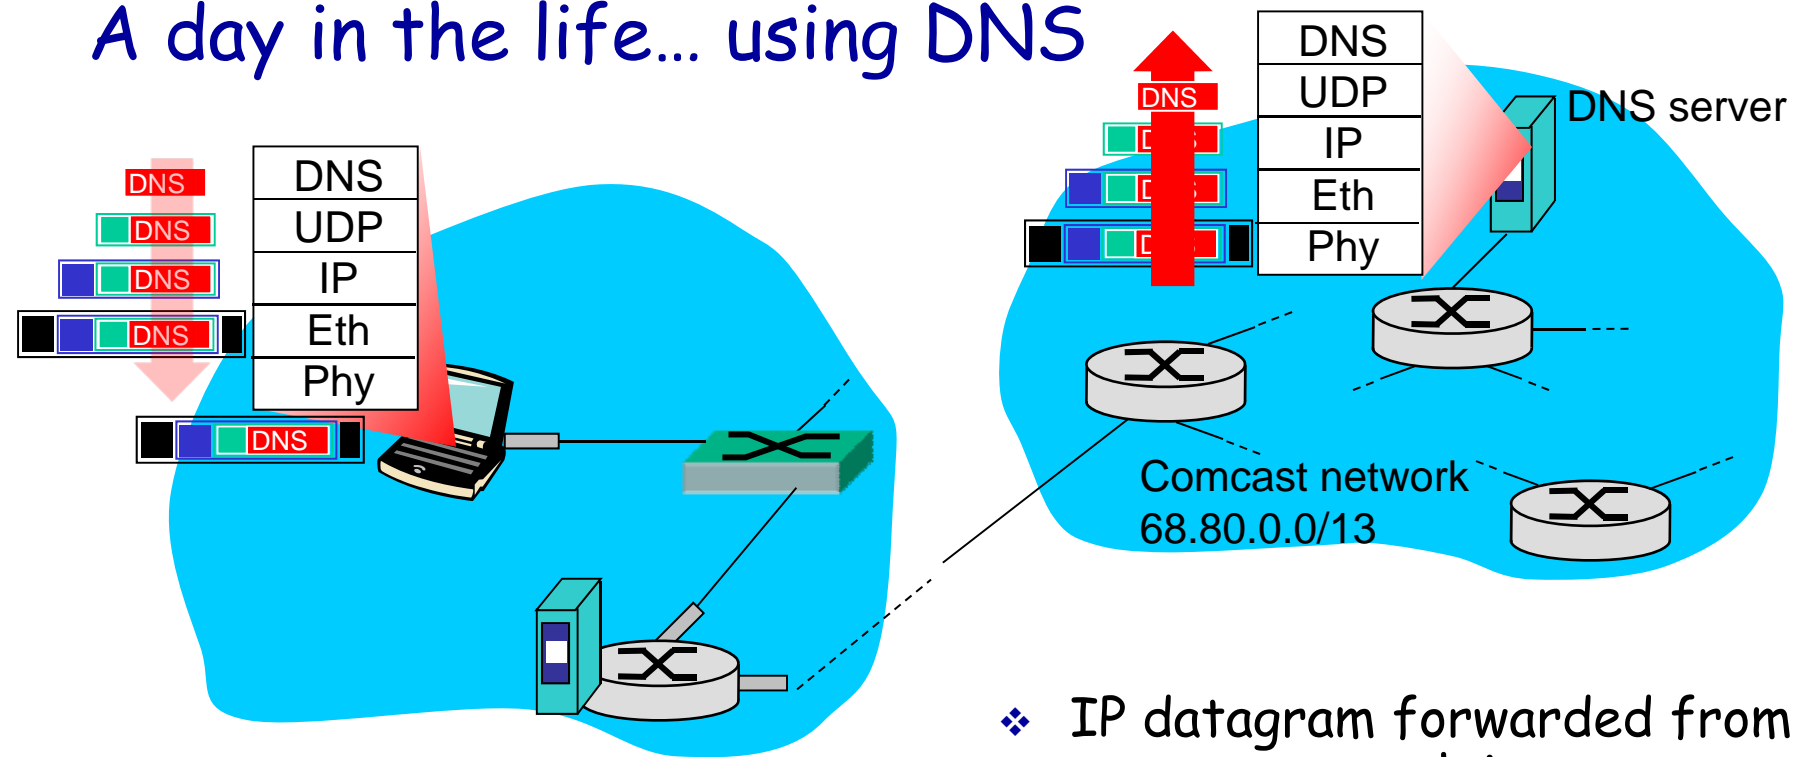 A day in the life... using DNS
DNS
UDP
IP
Eth
Phy
DNS
DNS
DNS
DNS
DNS
DNS
UDP
IP
Eth
Phy
DNS
DNS server
Comcast network
68.80.0.0/13
❖ IP datagram forwarded from